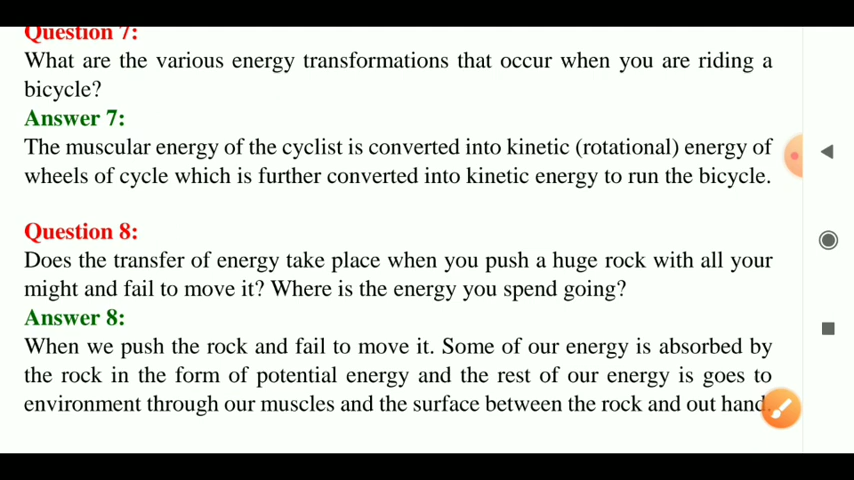 Question 7:
What are the various energy transformations that occur when you are riding a
bicycle?
Answer 7:
The muscular energy of the cyclist is converted into kinetic (rotational) energy of
wheels of cycle which is further converted into kinetic energy to run the bicycle.
Question 8:
Does the transfer of energy take place when you push a huge rock with all your
might and fail to move it? Where is the energy you spend going?
Answer 8:
When we push the rock and fail to move it. Some of our energy is absorbed by
the rock in the form of potential energy and the rest of our energy is goes to
environment through our muscles and the surface between the rock and out hand.